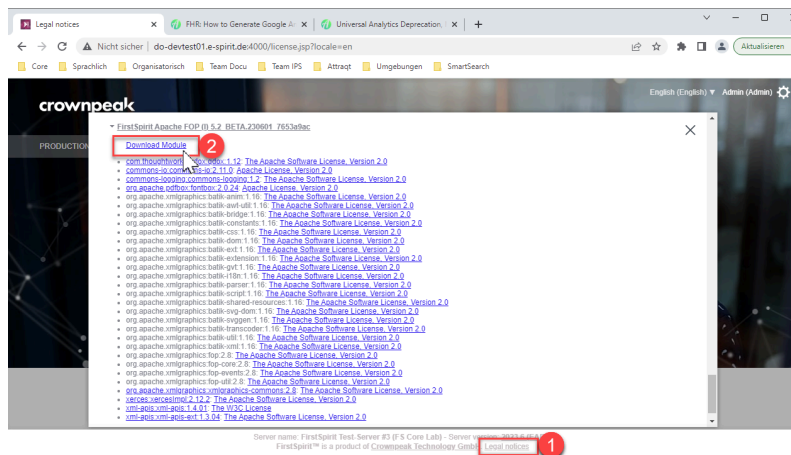 Legal notices
FHR: How to Generate Google A
Universal Analytics Deprecation,
Nicht sicher
do-devtest01.e-spirit.de:4000/license.jsp?locale=en
Aktualisieren
Core
Sprachlich
Organisatorisch
Team Docu
Team IPS
Attraqt
Umgebungen
SmartSearch
English (English) ▼ Admin (Admin)
crownpeak
PRODUCTION
FirstSpirit Apache FOP (I) 5.2_BETA.230601_7653a9ac
Download Module
2
com.thoughtworks.qdox:qdox:1.12: The Apache Software License, Version 2.0
commons-io:commons-io:2.11.0: Apache License, Version 2.0
commons-logging:commons-logging:1.2: The Apache Software License, Version 2.0
org.apache.pdfbox:fontbox:2.0.24: Apache License, Version 2.0
org.apache.xmlgraphics:batik-anim:1.16: The Apache Software License, Version 2.0
org.apache.xmlgraphics:batik-awt-util:1.16: The Apache Software License, Version 2.0
org.apache.xmlgraphics:batik-bridge:1.16: The Apache Software License, Version 2.0
org.apache.xmlgraphics:batik-constants:1.16: The Apache Software License, Version 2.0
org.apache.xmlgraphics:batik-css:1.16: The Apache Software License, Version 2.0
org.apache.xmlgraphics:batik-dom:1.16: The Apache Software License, Version 2.0
org.apache.xmlgraphics:batik-ext:1.16: The Apache Software License, Version 2.0
org.apache.xmlgraphics:batik-extension:1.16: The Apache Software License, Version 2.0
org.apache.xmlgraphics:batik-gvt:1.16: The Apache Software License, Version 2.0
org.apache.xmlgraphics:batik-i18n:1.16: The Apache Software License, Version 2.0
org.apache.xmlgraphics:batik-parser:1.16: The Apache Software License, Version 2.0
org.apache.xmlgraphics:batik-script:1.16: The Apache Software License, Version 2.0
org.apache.xmlgraphics:batik-shared-resources:1.16: The Apache Software License, Version 2.0
org.apache.xmlgraphics:batik-svg-dom:1.16: The Apache Software License, Version 2.0
org.apache.xmlgraphics:batik-svggen:1.16: The Apache Software License, Version 2.0
org.apache.xmlgraphics:batik-transcoder:1.16: The Apache Software License, Version 2.0
org.apache.xmlgraphics:batik-util:1.16: The Apache Software License, Version 2.0
org.apache.xmlgraphics:batik-xml:1.16: The Apache Software License, Version 2.0
org.apache.xmlgraphics:fop:2.8: The Apache Software License, Version 2.0
org.apache.xmlgraphics:fop-core:2.8: The Apache Software License, Version 2.0
org.apache.xmlgraphics:fop-events:2.8: The Apache Software License, Version 2.0
org.apache.xmlgraphics:fop-util:2.8: The Apache Software License, Version 2.0
org.apache.xmlgraphics:xmlgraphics-commons:2.8: The Apache Software License, Version 2.0
xerces:xercesImpl:2.12.2: The Apache Software License, Version 2.0
xml-apis:xml-apis:1.4.01: The W3C License
xml-apis:xml-apis-ext:1.3.04: The Apache Software License, Version 2.0
Server name: FirstSpirit Test-Server #3 (FS Core Lab) - Server version: 2023.6 (EAP
FirstSpirit™ is a product of Crownpeak Technology GmbH. Legal notices
1